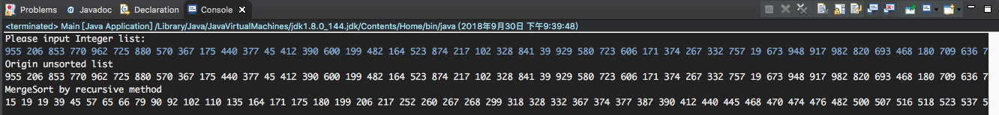 Problems @ Javadoc Declaration Console
<terminated> Main [Java Application] /Library/Java/JavaVirtualMachines/jdk1.8.0_144.jdk/Contents/Home/bin/java (2018年9月30日 下午9:39:48)
Please input Integer list:
955 206 853 770 962 725 880 570 367 175 440 377 45 412 390 600 199 482 164 523 874 217 102 328 841 39 929 580 723 606 171 374 267 332 757 19 673 948 917 982 820 693 468 180 709 636 7
Origin unsorted list
955 206 853 770 962 725 880 570 367 175 440 377 45 412 390 600 199 482 164 523 874 217 102 328 841 39 929 580 723 606 171 374 267 332 757 19 673 948 917 982 820 693 468 180 709 636 7
MergeSort by recursive method
15 19 19 39 45 57 65 66 79 90 92 102 110 135 164 171 175 180 199 206 217 252 260 267 268 299 318 328 332 367 374 377 387 390 412 440 445 468 470 474 476 482 500 507 516 518 523 537 5